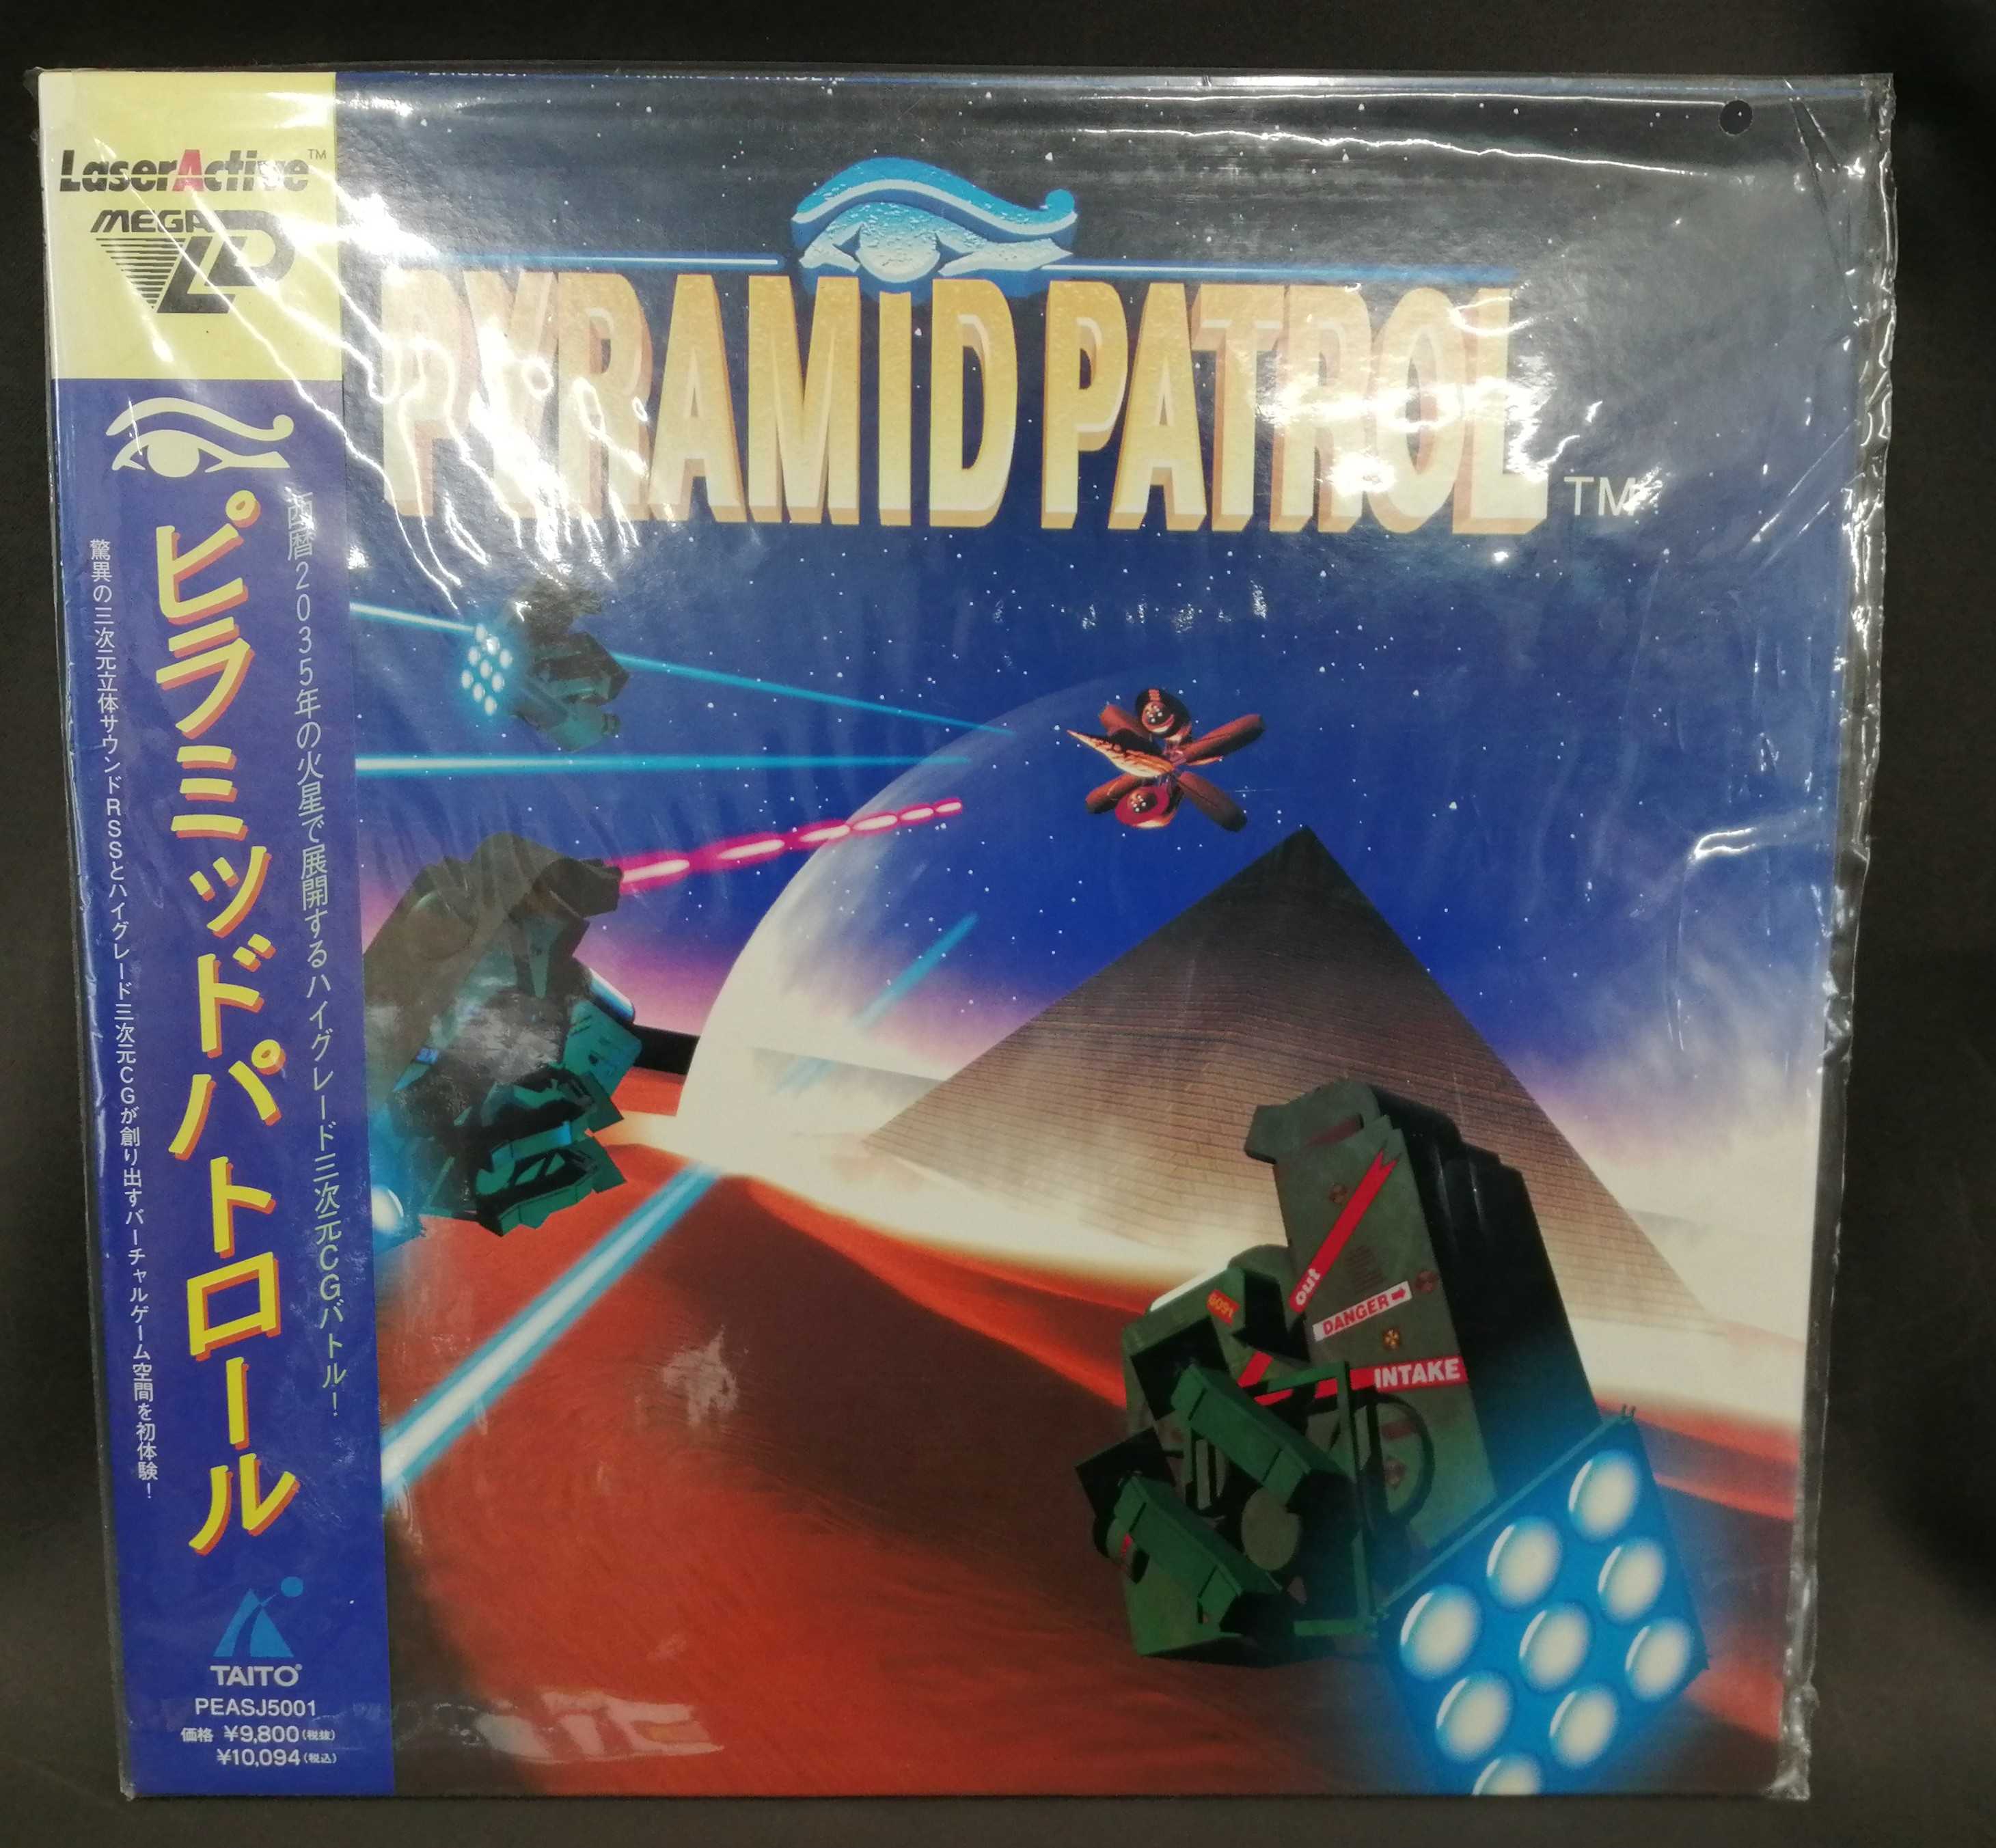 LaserActive™
MEGA
LD
ピラミッドパトロール
西暦2035年の火星で展開するハイグレード三次元CGバトル！
驚異の三次元立体サウンドRSSとハイグレード三次元CGが創り出すバーチャルゲーム空間を初体験！
TAITO®
PEASJ5001
価格 ¥9,800(税抜)
¥10,094(税込)
PYRAMID PATROL
TM
out
DANGER➡
INTAKE